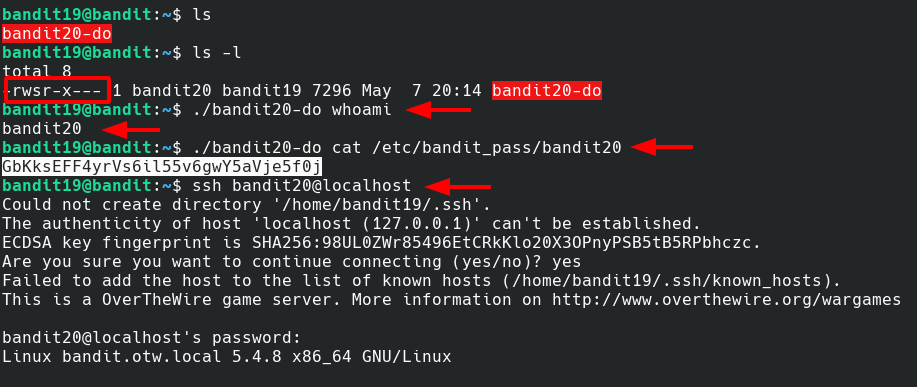 bandit19@bandit:~$ ls
bandit20-do
bandit19@bandit:~$ ls -l
total 8
-rwsr-x--- 1 bandit20 bandit19 7296 May  7 20:14 bandit20-do
bandit19@bandit:~$ ./bandit20-do whoami
bandit20
bandit19@bandit:~$ ./bandit20-do cat /etc/bandit_pass/bandit20
GbKksEFF4yrVs6il55v6gwY5aVje5f0j
bandit19@bandit:~$ ssh bandit20@localhost
Could not create directory '/home/bandit19/.ssh'.
The authenticity of host 'localhost (127.0.0.1)' can't be established.
ECDSA key fingerprint is SHA256:98UL0ZWr85496EtCRkKlo20X3OPnyPSB5tB5RPbhczc.
Are you sure you want to continue connecting (yes/no)? yes
Failed to add the host to the list of known hosts (/home/bandit19/.ssh/known_hosts).
This is a OverTheWire game server. More information on http://www.overthewire.org/wargames
bandit20@localhost's password:
Linux bandit.otw.local 5.4.8 x86_64 GNU/Linux